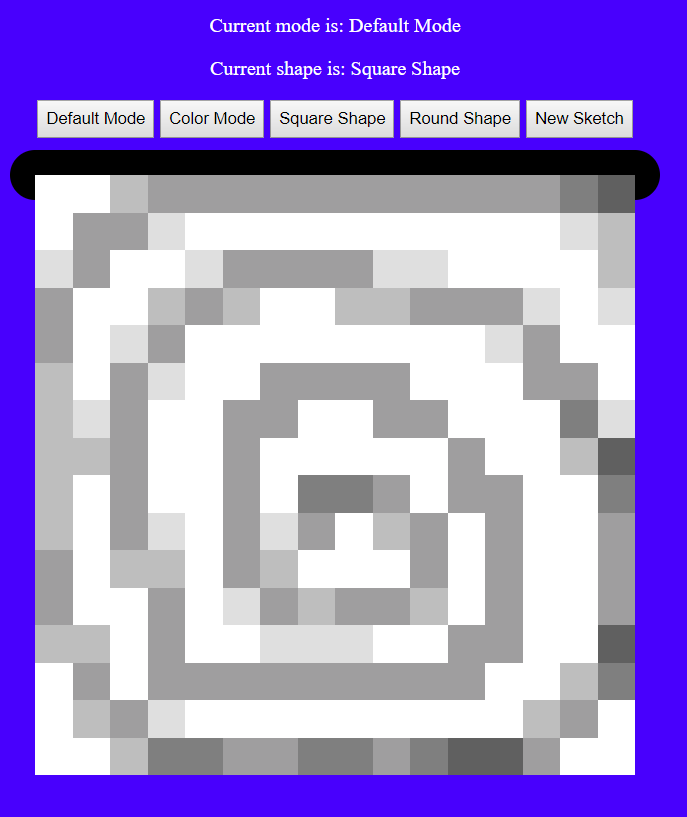 Current mode is: Default Mode
Current shape is: Square Shape
Default Mode Color Mode Square Shape Round Shape New Sketch